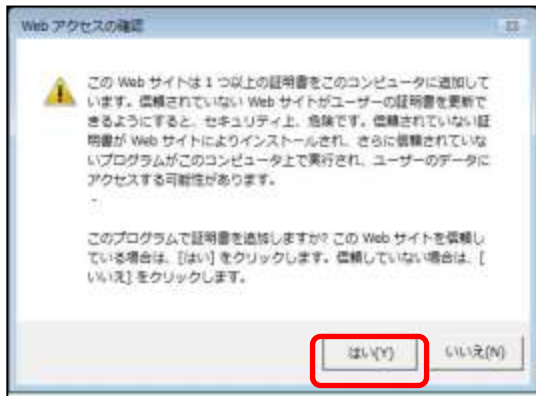 Web アクセスの確認
この Web サイトは 1 つ以上の証明書をこのコンピュータに追加して
います。信頼されていない Web サイトがユーザーの証明書を更新で
きるようにすると、セキュリティ上、危険です。信頼されていない証
明書が Web サイトによりインストールされ、さらに信頼されていな
いプログラムがこのコンピュータ上で実行され、ユーザーのデータに
アクセスする可能性があります。
-
このプログラムで証明書を追加しますか? この Web サイトを信頼し
ている場合は、[はい] をクリックします。信頼していない場合は、[
いいえ] をクリックします。
はい(Y) いいえ(N)